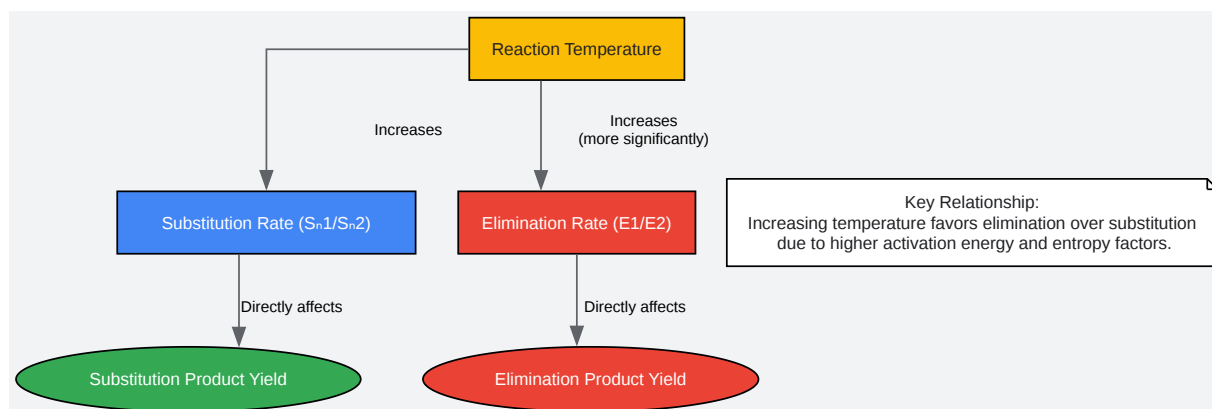 Reaction Temperature
Increases
Increases
(more significantly)
Substitution Rate (Sₙ1/Sₙ2)
Elimination Rate (E1/E2)
Key Relationship:
Increasing temperature favors elimination over substitution
due to higher activation energy and entropy factors.
Directly affects
Directly affects
Substitution Product Yield
Elimination Product Yield